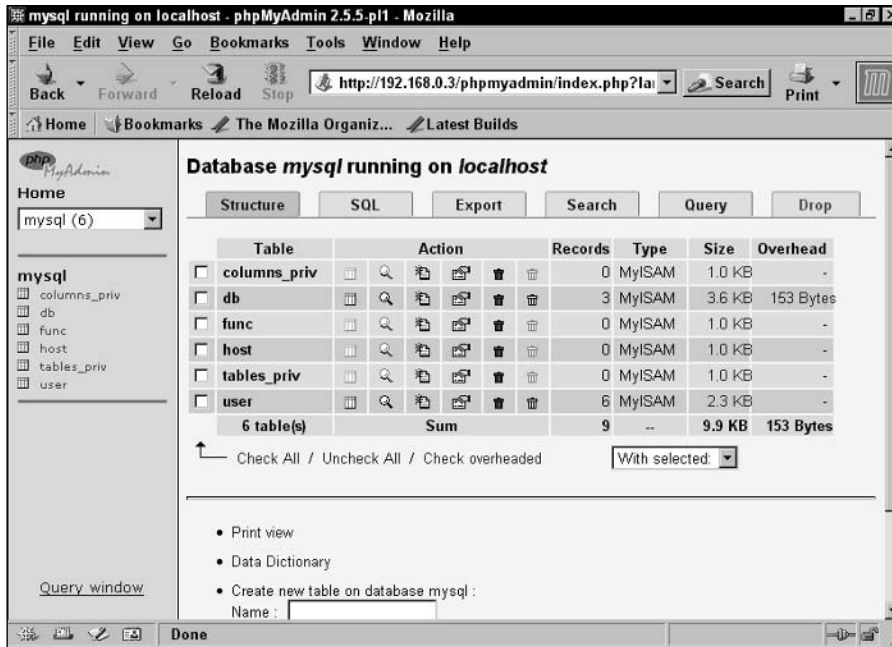 mysql running on localhost - phpMyAdmin 2.5.5-pl1 - Mozilla
File Edit View Go Bookmarks Tools Window Help
Back Forward Reload Stop http://192.168.0.3/phpmyadmin/index.php?la Search Print
Home Bookmarks The Mozilla Organiz... Latest Builds
php
MyAdmin
Home
mysql (6)
mysql
columns_priv
db
func
host
tables_priv
user
Query window
Database mysql running on localhost
Structure SQL Export Search Query Drop
Table Action Records Type Size Overhead
columns_priv 0 MyISAM 1.0 KB -
db 3 MyISAM 3.6 KB 153 Bytes
func 0 MyISAM 1.0 KB -
host 0 MyISAM 1.0 KB -
tables_priv 0 MyISAM 1.0 KB -
user 6 MyISAM 2.3 KB -
6 table(s) Sum 9 -- 9.9 KB 153 Bytes
Check All / Uncheck All / Check overheaded With selected:
Print view
Data Dictionary
Create new table on database mysql :
Name :
Done